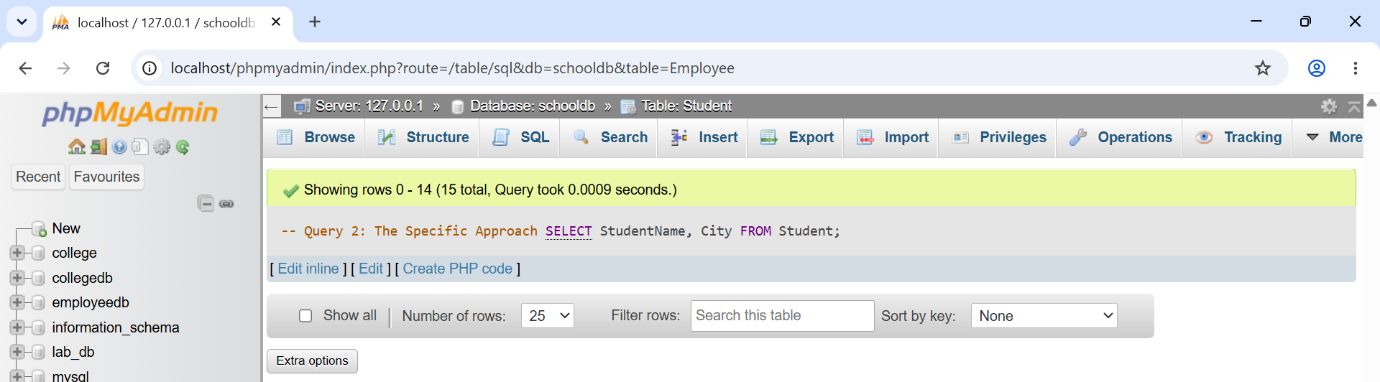 localhost / 127.0.0.1 / schooldb
localhost/phpmyadmin/index.php?route=/table/sql&db=schooldb&table=Employee
phpMyAdmin
Recent Favourites
New
college
collegedb
employeedb
information_schema
lab_db
mysql
Server: 127.0.0.1 » Database: schooldb » Table: Student
Browse Structure SQL Search Insert Export Import Privileges Operations Tracking More
Showing rows 0 - 14 (15 total, Query took 0.0009 seconds.)
-- Query 2: The Specific Approach SELECT StudentName, City FROM Student;
[ Edit inline ] [ Edit ] [ Create PHP code ]
Show all | Number of rows: 25 Filter rows: Search this table Sort by key: None
Extra options